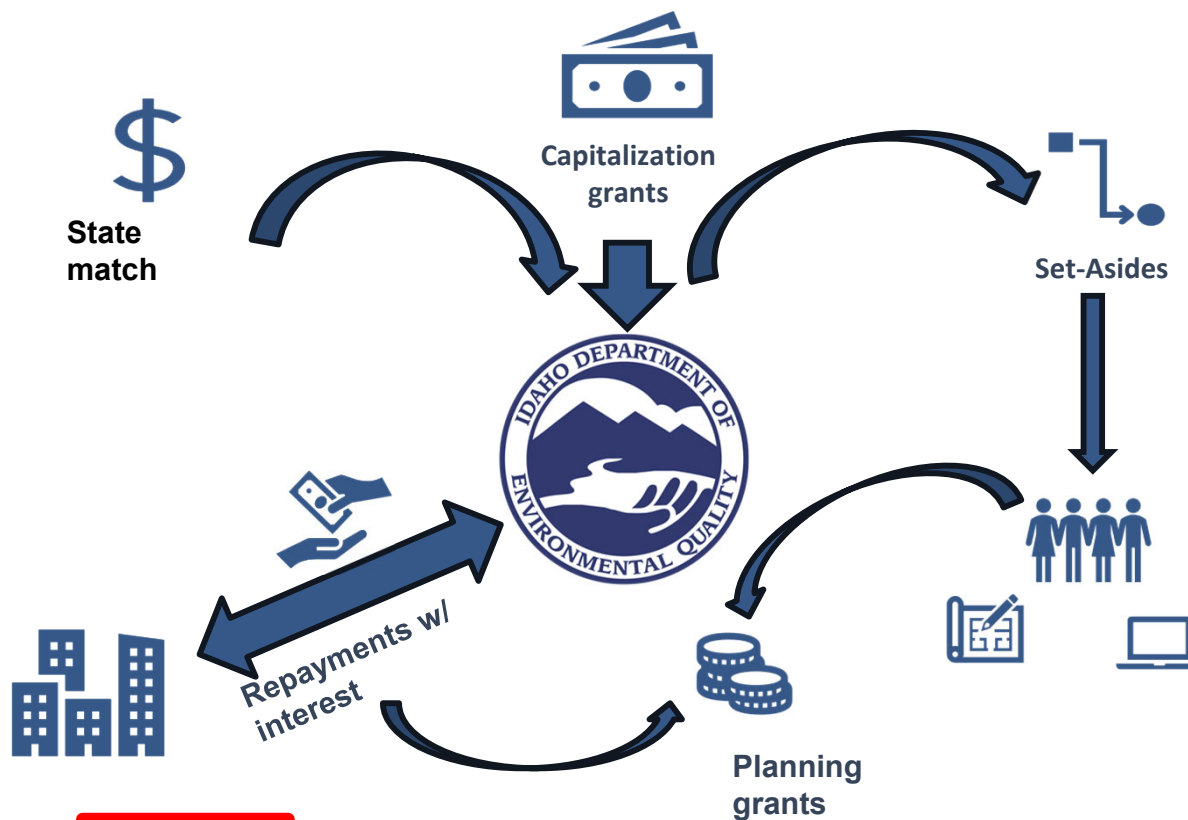 $
State
match
Capitalization
grants
Set-Asides
IDAHO DEPARTMENT OF
ENVIRONMENTAL QUALITY
Repayments w/
interest
Planning
grants